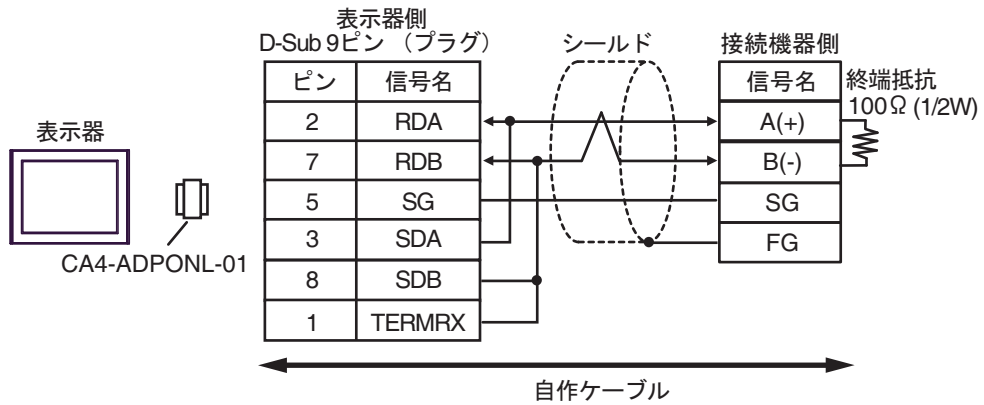 表示器側
D-Sub 9ピン （プラグ）
シールド
接続機器側
ピン 信号名
信号名
終端抵抗
100Ω (1/2W)
2 RDA
A(+)
表示器
7 RDB
B(-)
5 SG
SG
3 SDA
FG
CA4-ADPONL-01
8 SDB
1 TERMRX
自作ケーブル